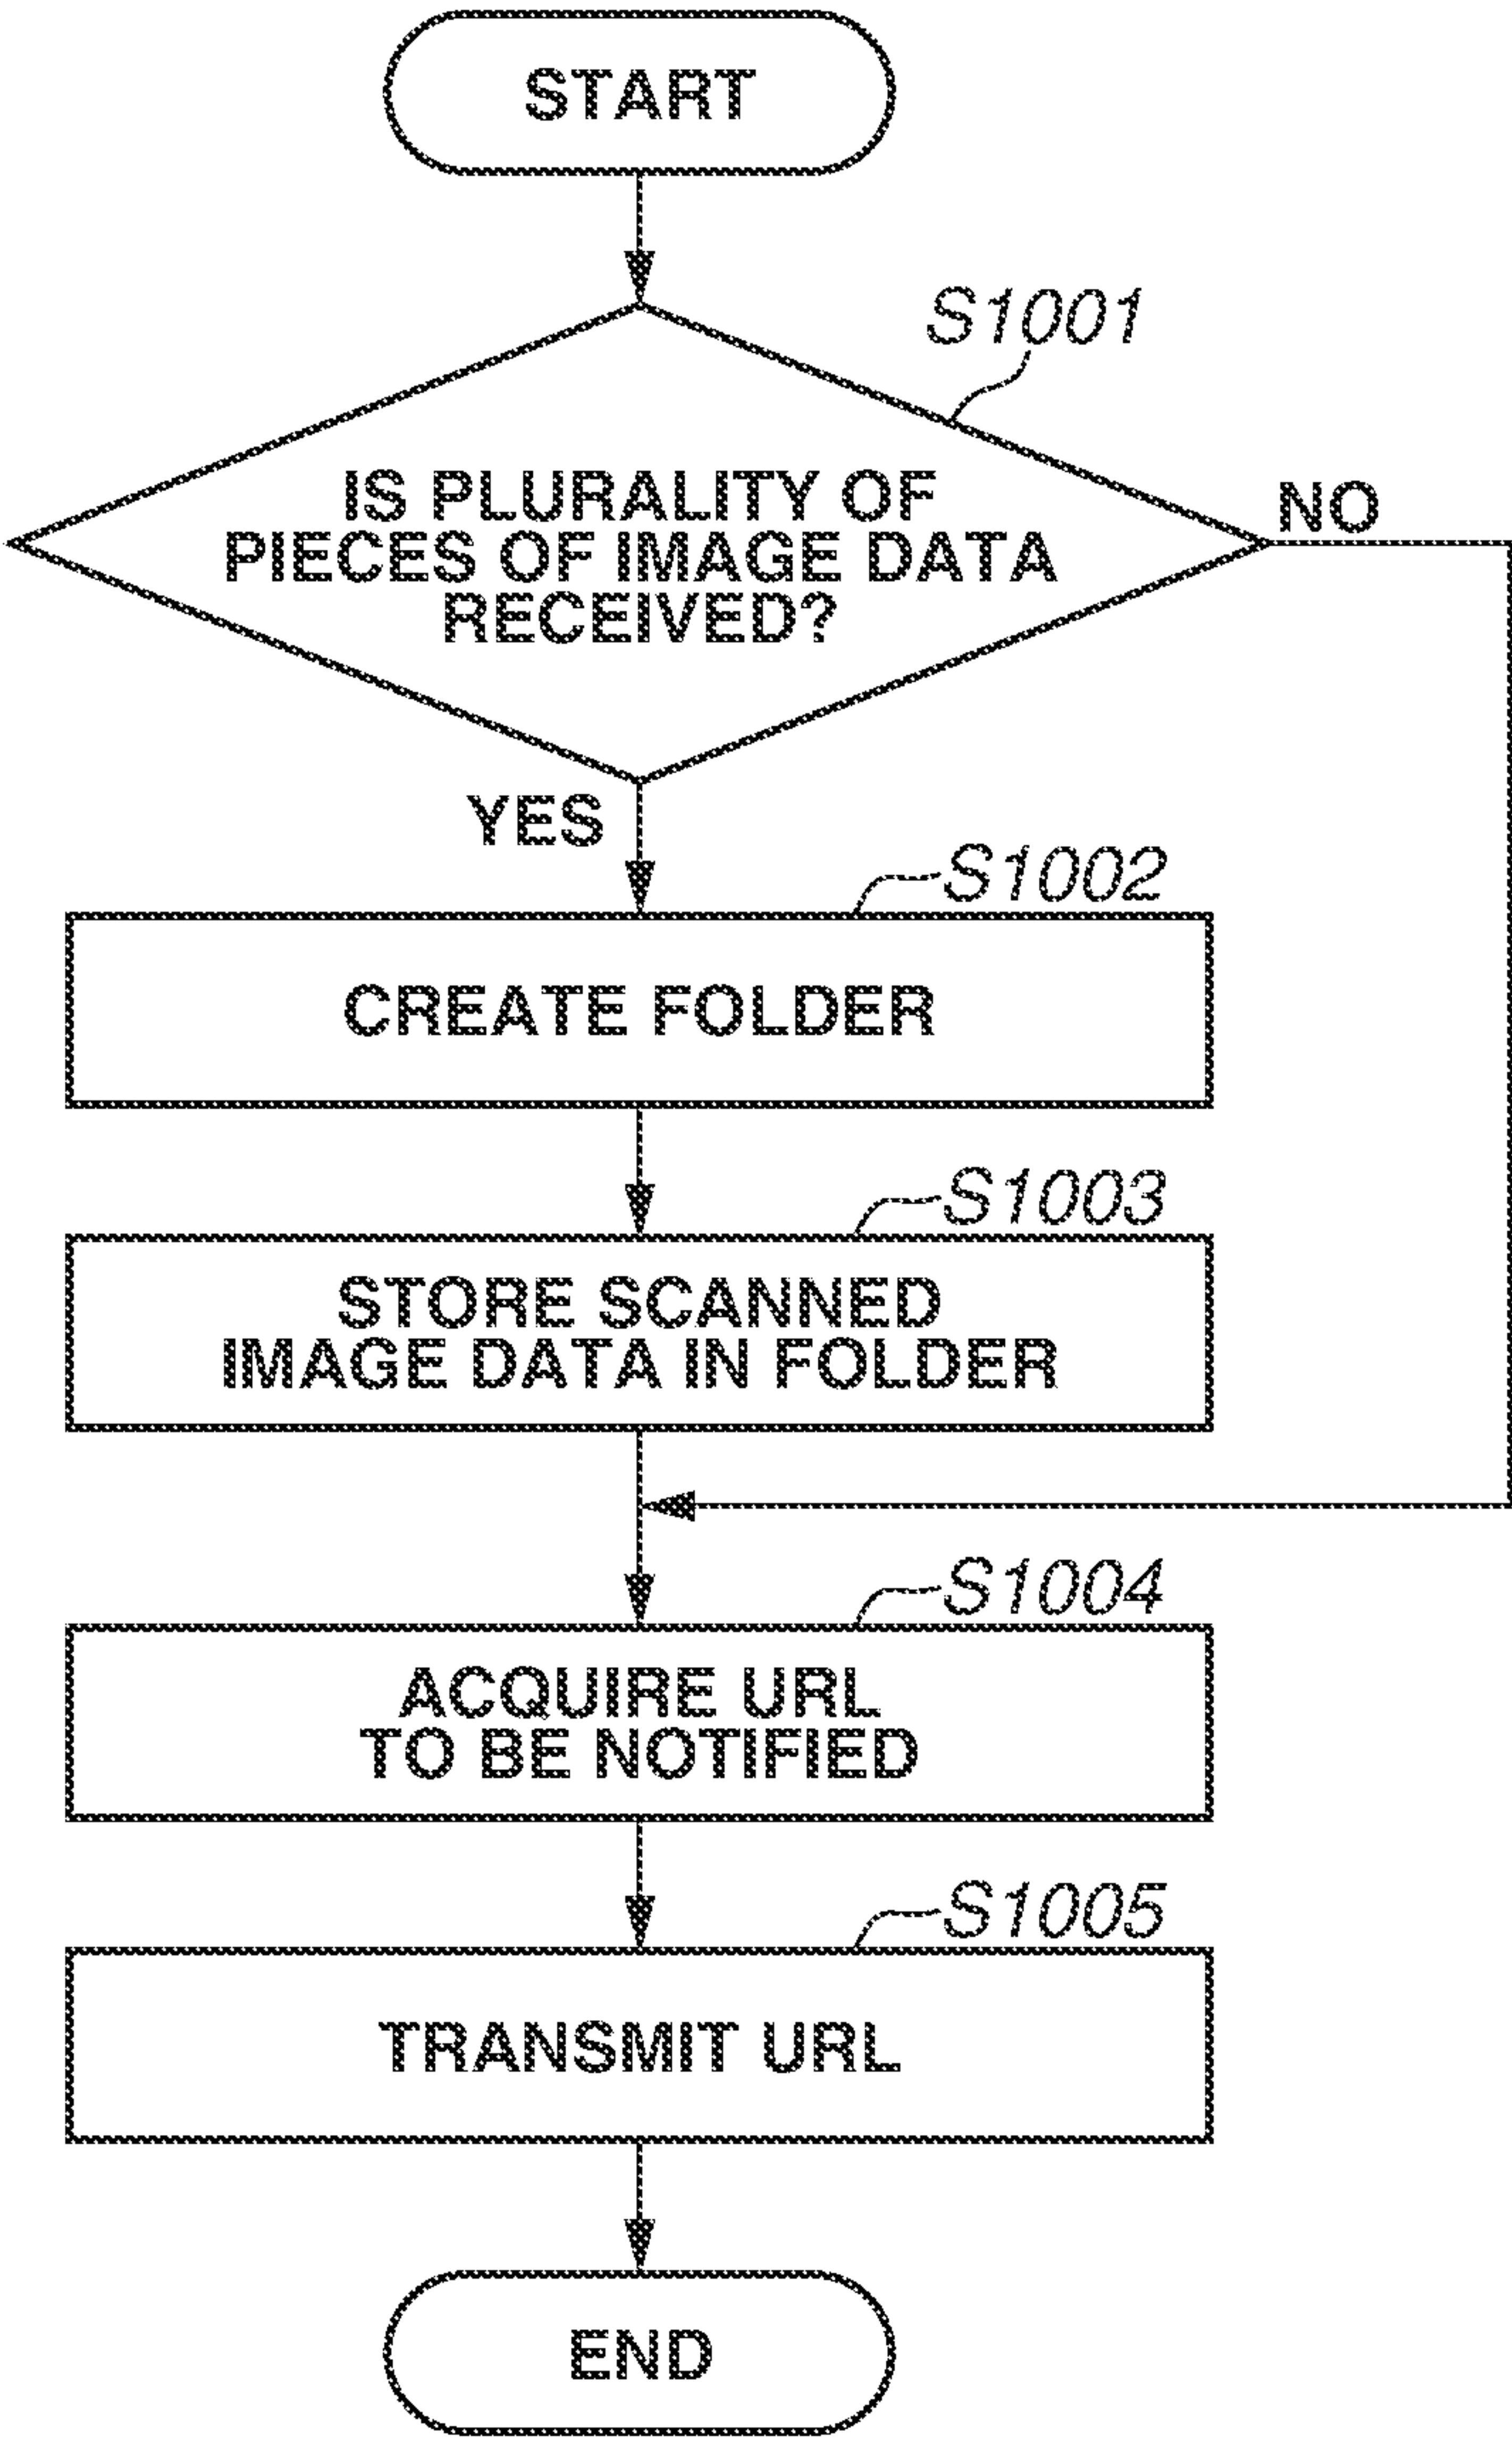 START
S1001
IS PLURALITY OF
PIECES OF IMAGE DATA
RECEIVED?
NO
YES
S1002
CREATE FOLDER
S1003
STORE SCANNED
IMAGE DATA IN FOLDER
S1004
ACQUIRE URL
TO BE NOTIFIED
S1005
TRANSMIT URL
END